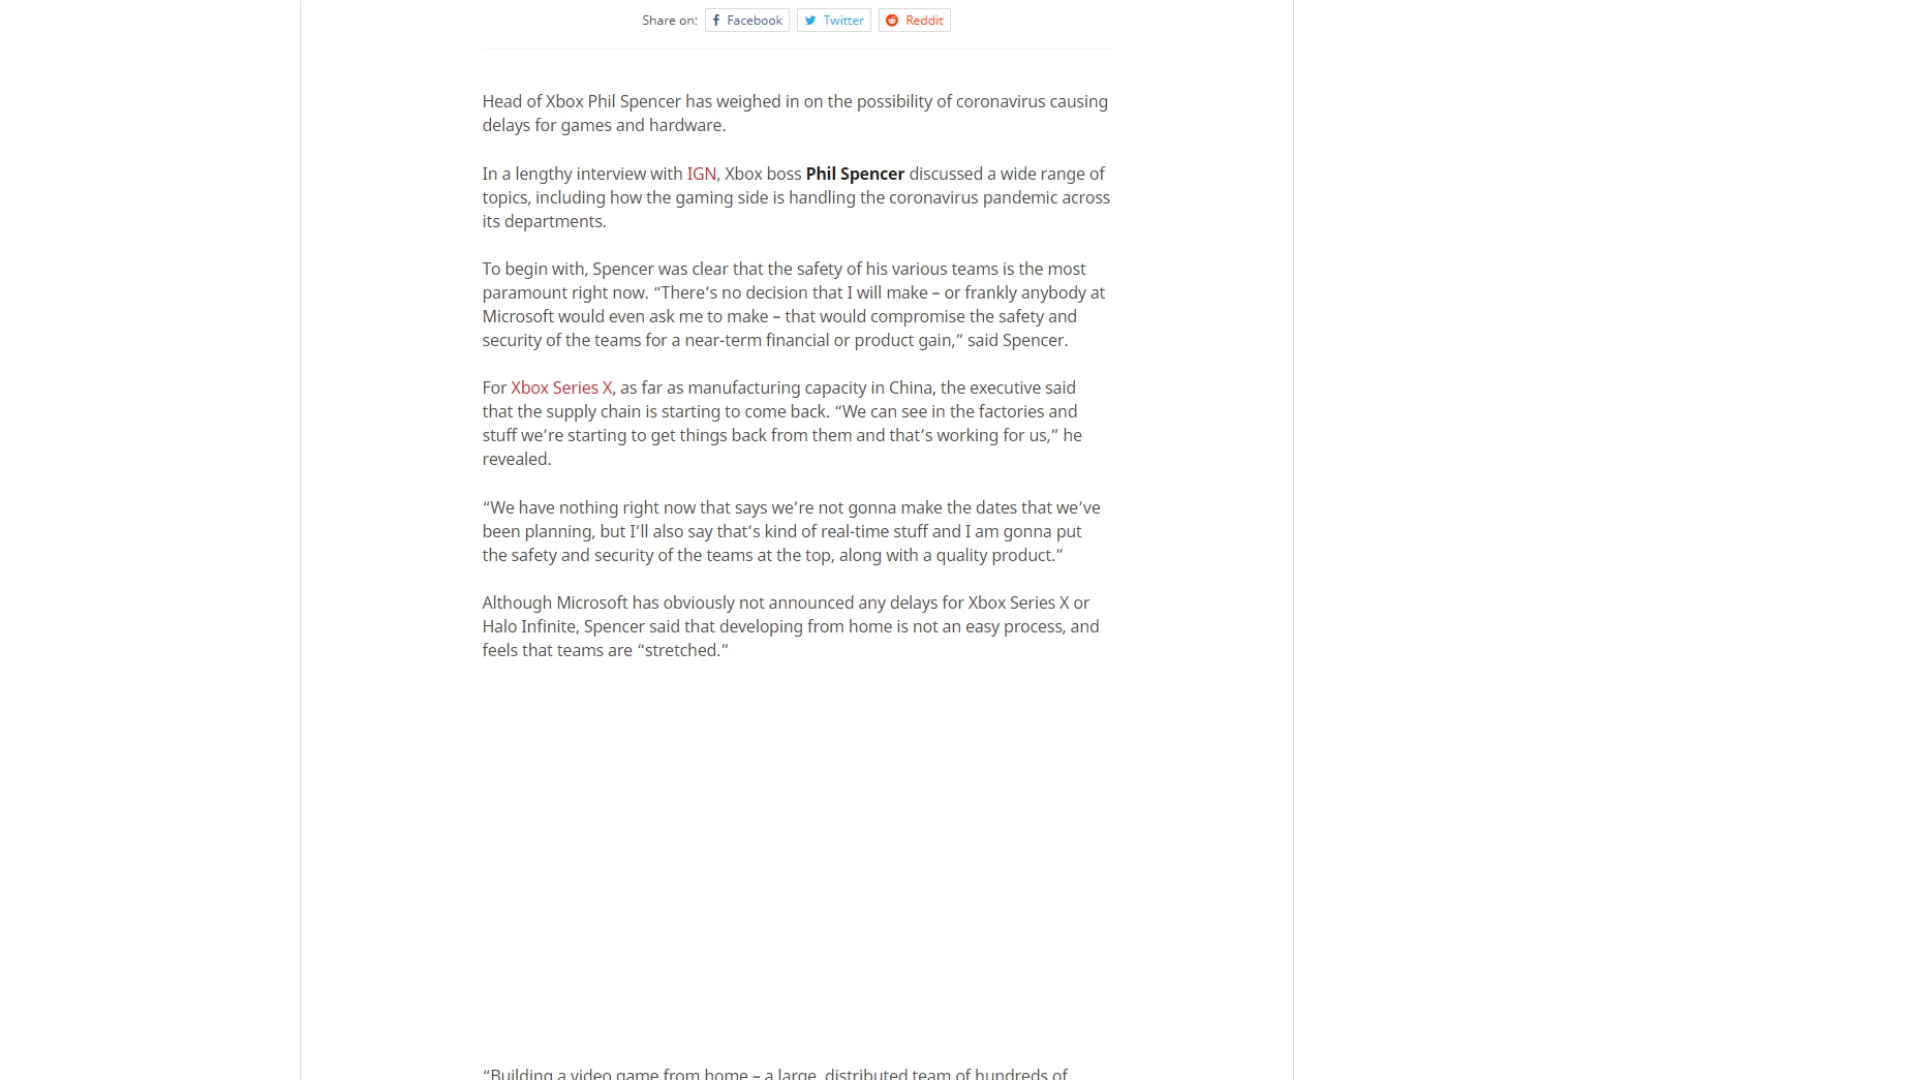 Share on: Facebook Twitter Reddit
Head of Xbox Phil Spencer has weighed in on the possibility of coronavirus causing
delays for games and hardware.
In a lengthy interview with IGN, Xbox boss Phil Spencer discussed a wide range of
topics, including how the gaming side is handling the coronavirus pandemic across
its departments.
To begin with, Spencer was clear that the safety of his various teams is the most
paramount right now. “There’s no decision that I will make – or frankly anybody at
Microsoft would even ask me to make – that would compromise the safety and
security of the teams for a near-term financial or product gain,” said Spencer.
For Xbox Series X, as far as manufacturing capacity in China, the executive said
that the supply chain is starting to come back. “We can see in the factories and
stuff we’re starting to get things back from them and that’s working for us,” he
revealed.
“We have nothing right now that says we’re not gonna make the dates that we’ve
been planning, but I’ll also say that’s kind of real-time stuff and I am gonna put
the safety and security of the teams at the top, along with a quality product.”
Although Microsoft has obviously not announced any delays for Xbox Series X or
Halo Infinite, Spencer said that developing from home is not an easy process, and
feels that teams are “stretched.”
“Building a video game from home – a large, distributed team of hundreds of